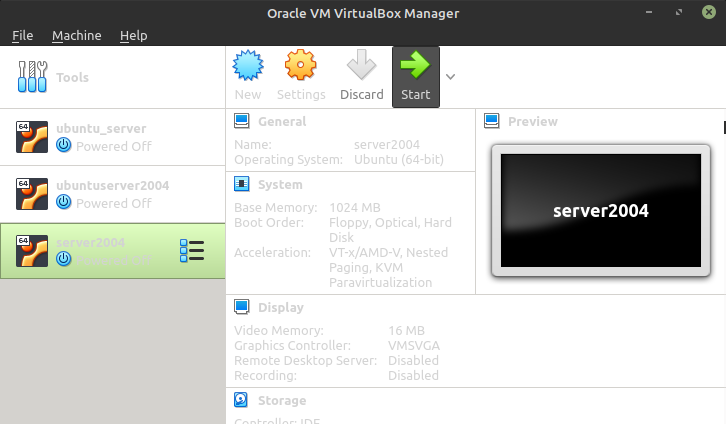 Oracle VM VirtualBox Manager
File Machine Help
Tools
New Settings Discard Start
64
ubuntu_server
Powered Off
64
ubuntuserver2004
Powered Off
64
server2004
General
Name: server2004
Operating System: Ubuntu (64-bit)
System
Base Memory: 1024 MB
Boot Order: Floppy, Optical, Hard
Disk
Acceleration: VT-x/AMD-V, Nested
Paging, KVM
Paravirtualization
Preview
server2004
Display
Video Memory: 16 MB
Graphics Controller: VMSVGA
Remote Desktop Server: Disabled
Recording: Disabled
Storage
Controller: IDE